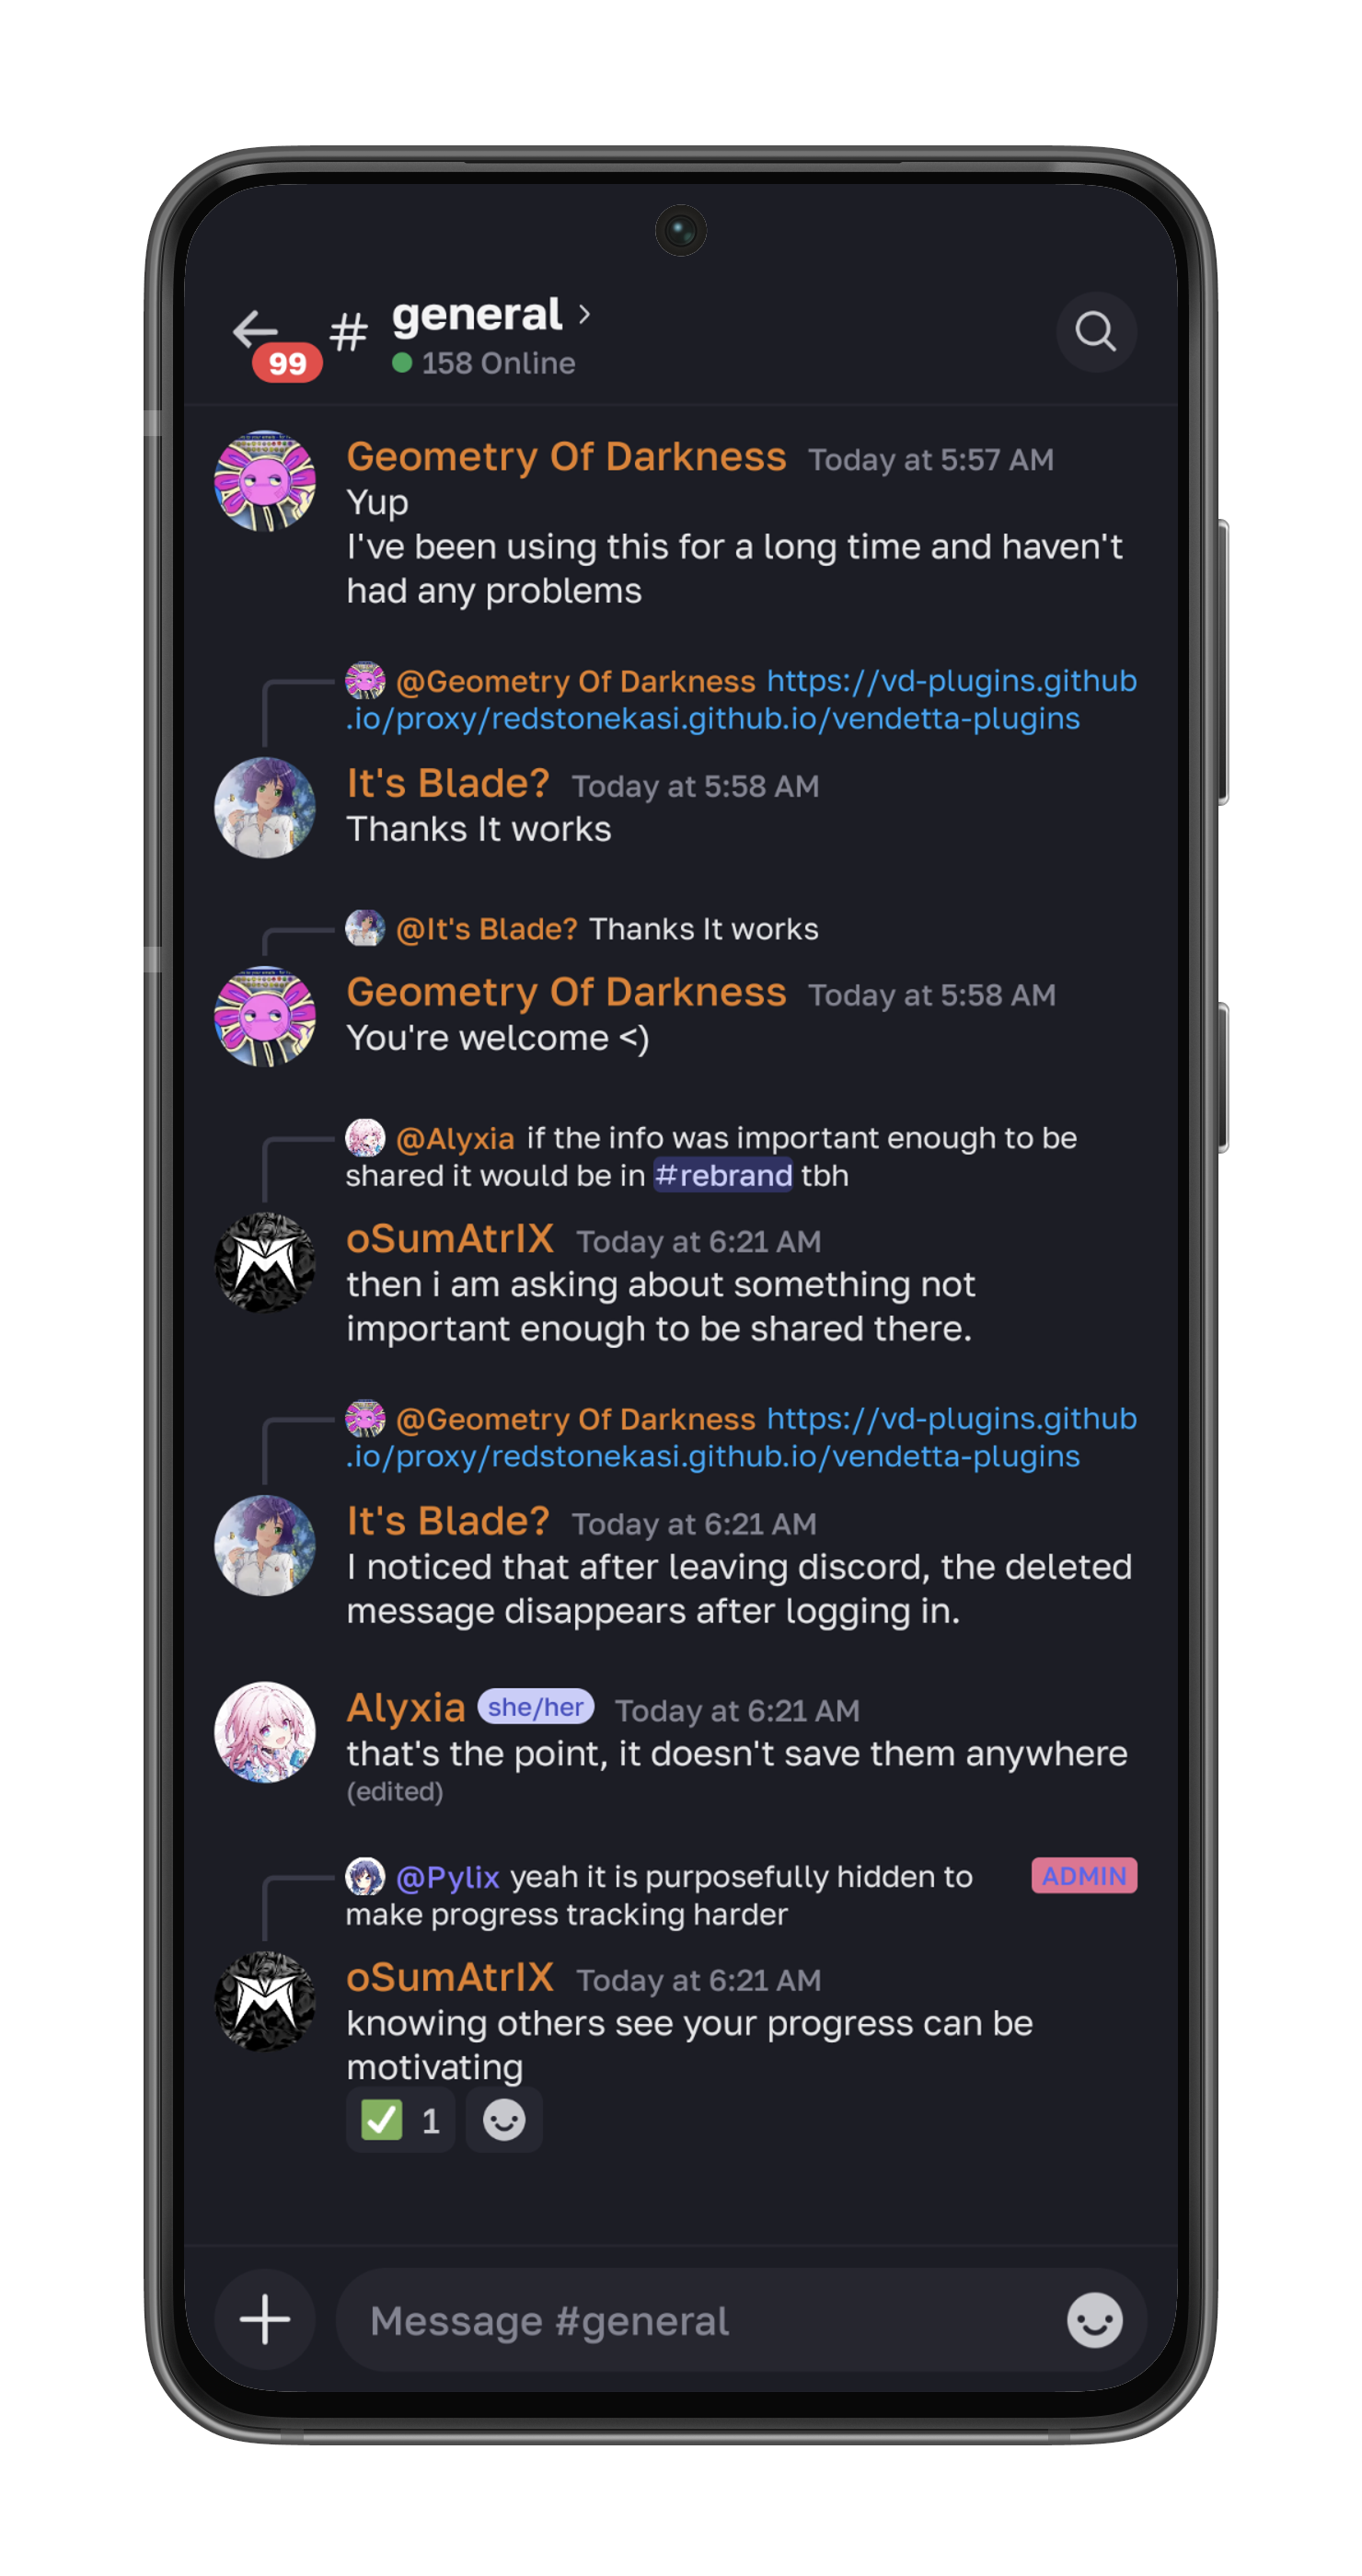 general
158 Online
99
#
Geometry Of Darkness Today at 5:57 AM
Yup
I've been using this for a long time and haven't
had any problems
@Geometry Of Darkness https://vd-plugins.github
.io/proxy/redstonekasi.github.io/vendetta-plugins
It's Blade? Today at 5:58 AM
Thanks It works
@It's Blade? Thanks It works
Geometry Of Darkness Today at 5:58 AM
You're welcome <)
@Alyxia if the info was important enough to be
shared it would be in #rebrand tbh
oSumAtrIX Today at 6:21 AM
then i am asking about something not
important enough to be shared there.
@Geometry Of Darkness https://vd-plugins.github
.io/proxy/redstonekasi.github.io/vendetta-plugins
It's Blade? Today at 6:21 AM
I noticed that after leaving discord, the deleted
message disappears after logging in.
Alyxia she/her Today at 6:21 AM
that's the point, it doesn't save them anywhere
(edited)
@Pylix yeah it is purposefully hidden to ADMIN
make progress tracking harder
oSumAtrIX Today at 6:21 AM
knowing others see your progress can be
motivating
✅ 1
Message #general